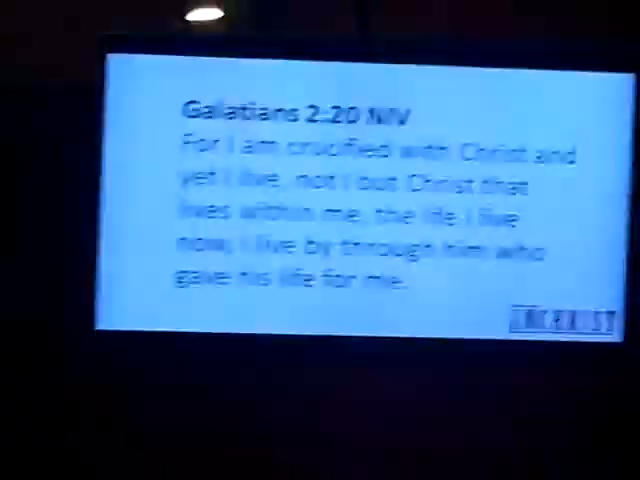 Galatians 2:20 NIV
For I am crucified with Christ and
yet I live, not I but Christ that
lives within me, the life I live
now, I live by through him who
gave his life for me.